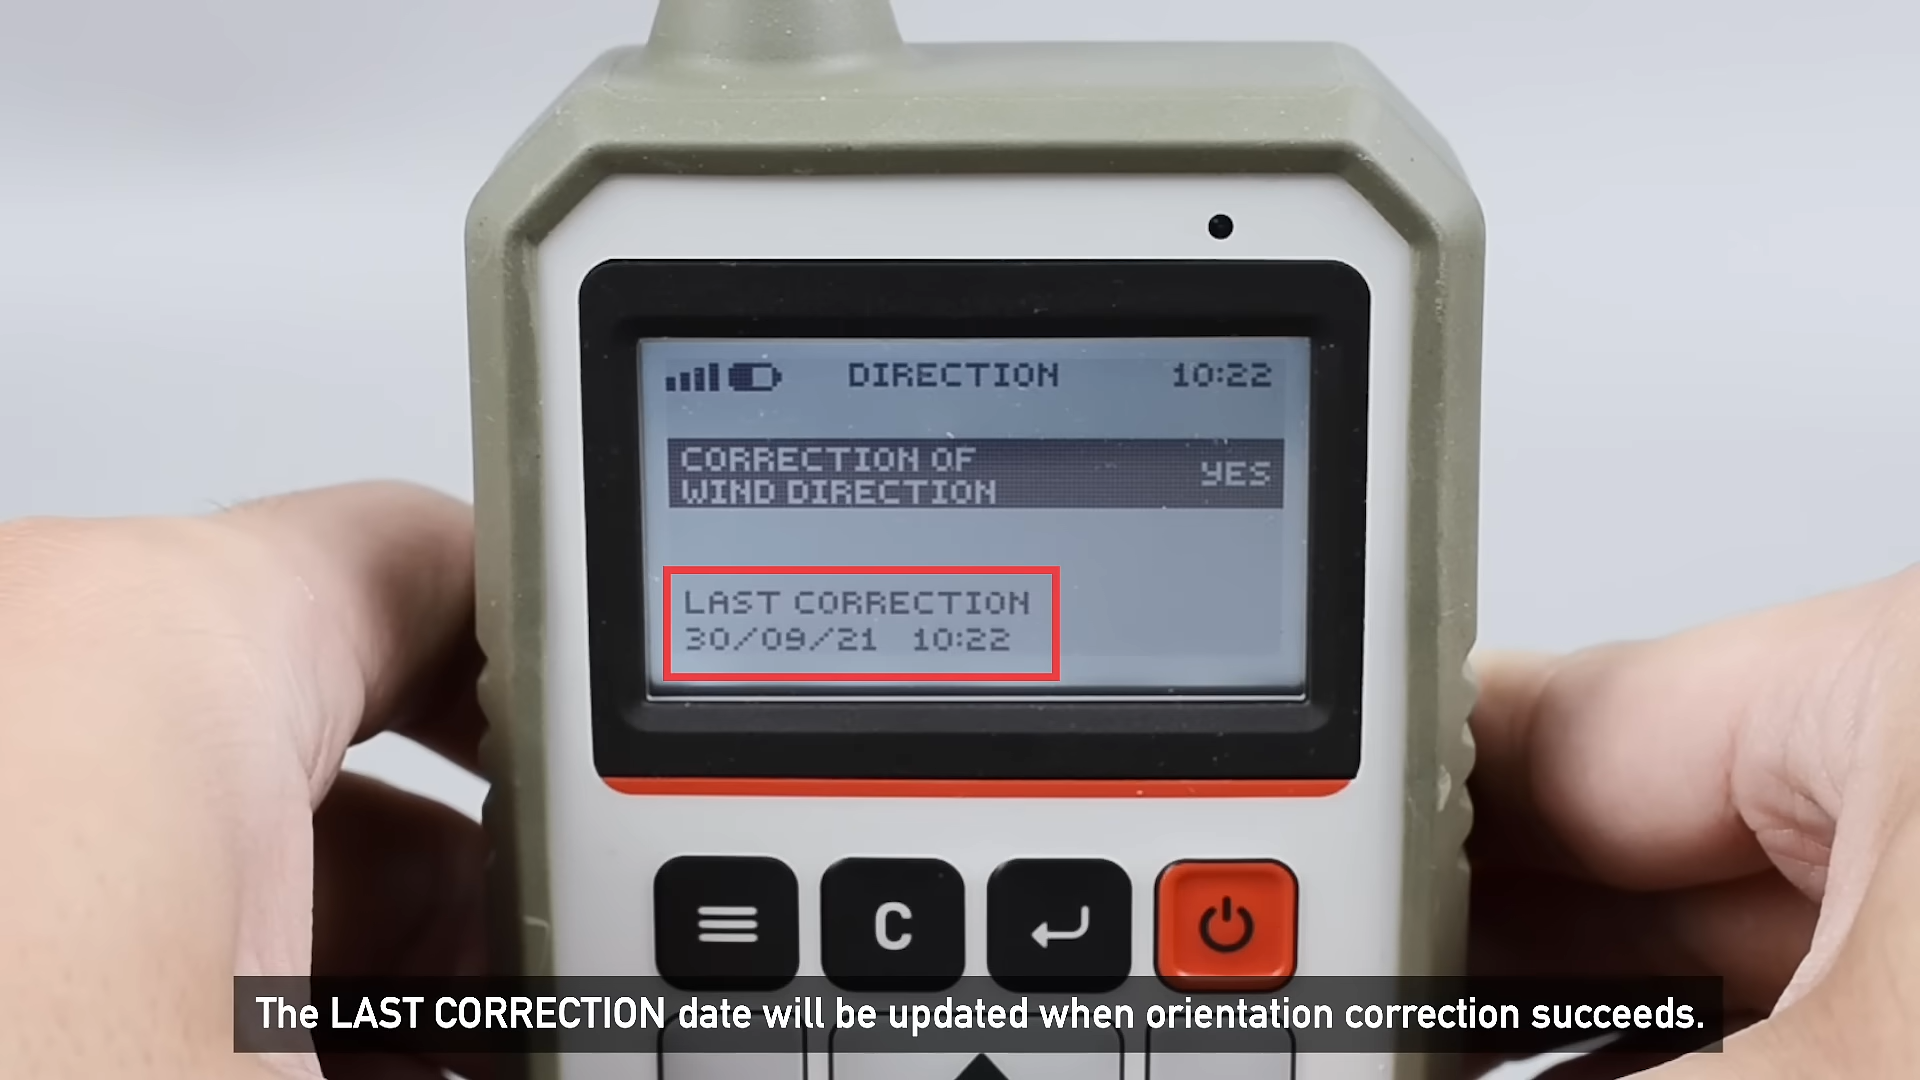 DIRECTION 10:22
CORRECTION OF
WIND DIRECTION YES
LAST CORRECTION
30/09/21 10:22
C
The LAST CORRECTION date will be updated when orientation correction succeeds.